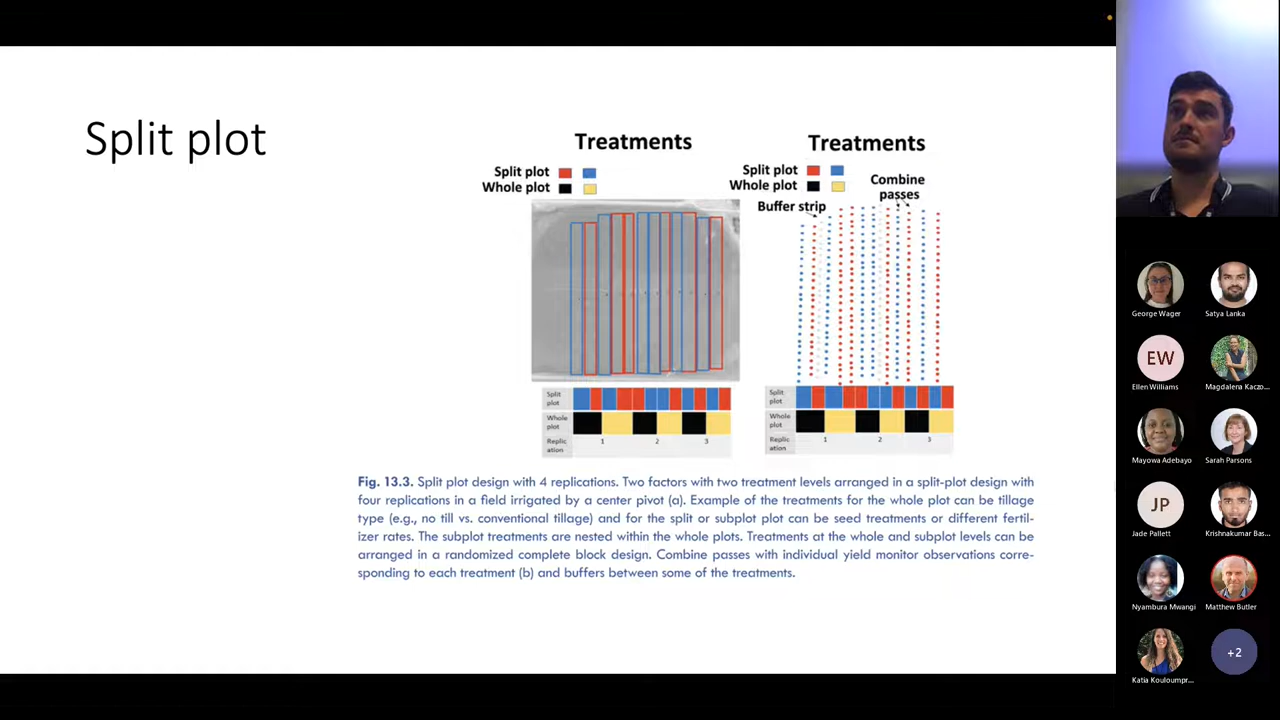 Split plot
Treatments
Split plot
Whole plot
Split plot
Whole plot
Replic
ation
1
2
3
Treatments
Split plot
Whole plot
Combine
passes
Buffer strip
Split
plot
Whole
plot
Replic
ation
1
2
3
Fig. 13.3. Split plot design with 4 replications. Two factors with two treatment levels arranged in a split-plot design with
four replications in a field irrigated by a center pivot (a). Example of the treatments for the whole plot can be tillage
type (e.g., no till vs. conventional tillage) and for the split or subplot plot can be seed treatments or different fertil-
izer rates. The subplot treatments are nested within the whole plots. Treatments at the whole and subplot levels can be
arranged in a randomized complete block design. Combine passes with individual yield monitor observations corre-
sponding to each treatment (b) and buffers between some of the treatments.
George Wager
Satya Lanka
EW
Ellen Williams
Magdalena Kaczo...
Mayowa Adebayo
Sarah Parsons
JP
Jade Pallett
Krishnakumar Bas...
Nyambura Mwangi
Matthew Butler
Katia Kouloumpr...
+2